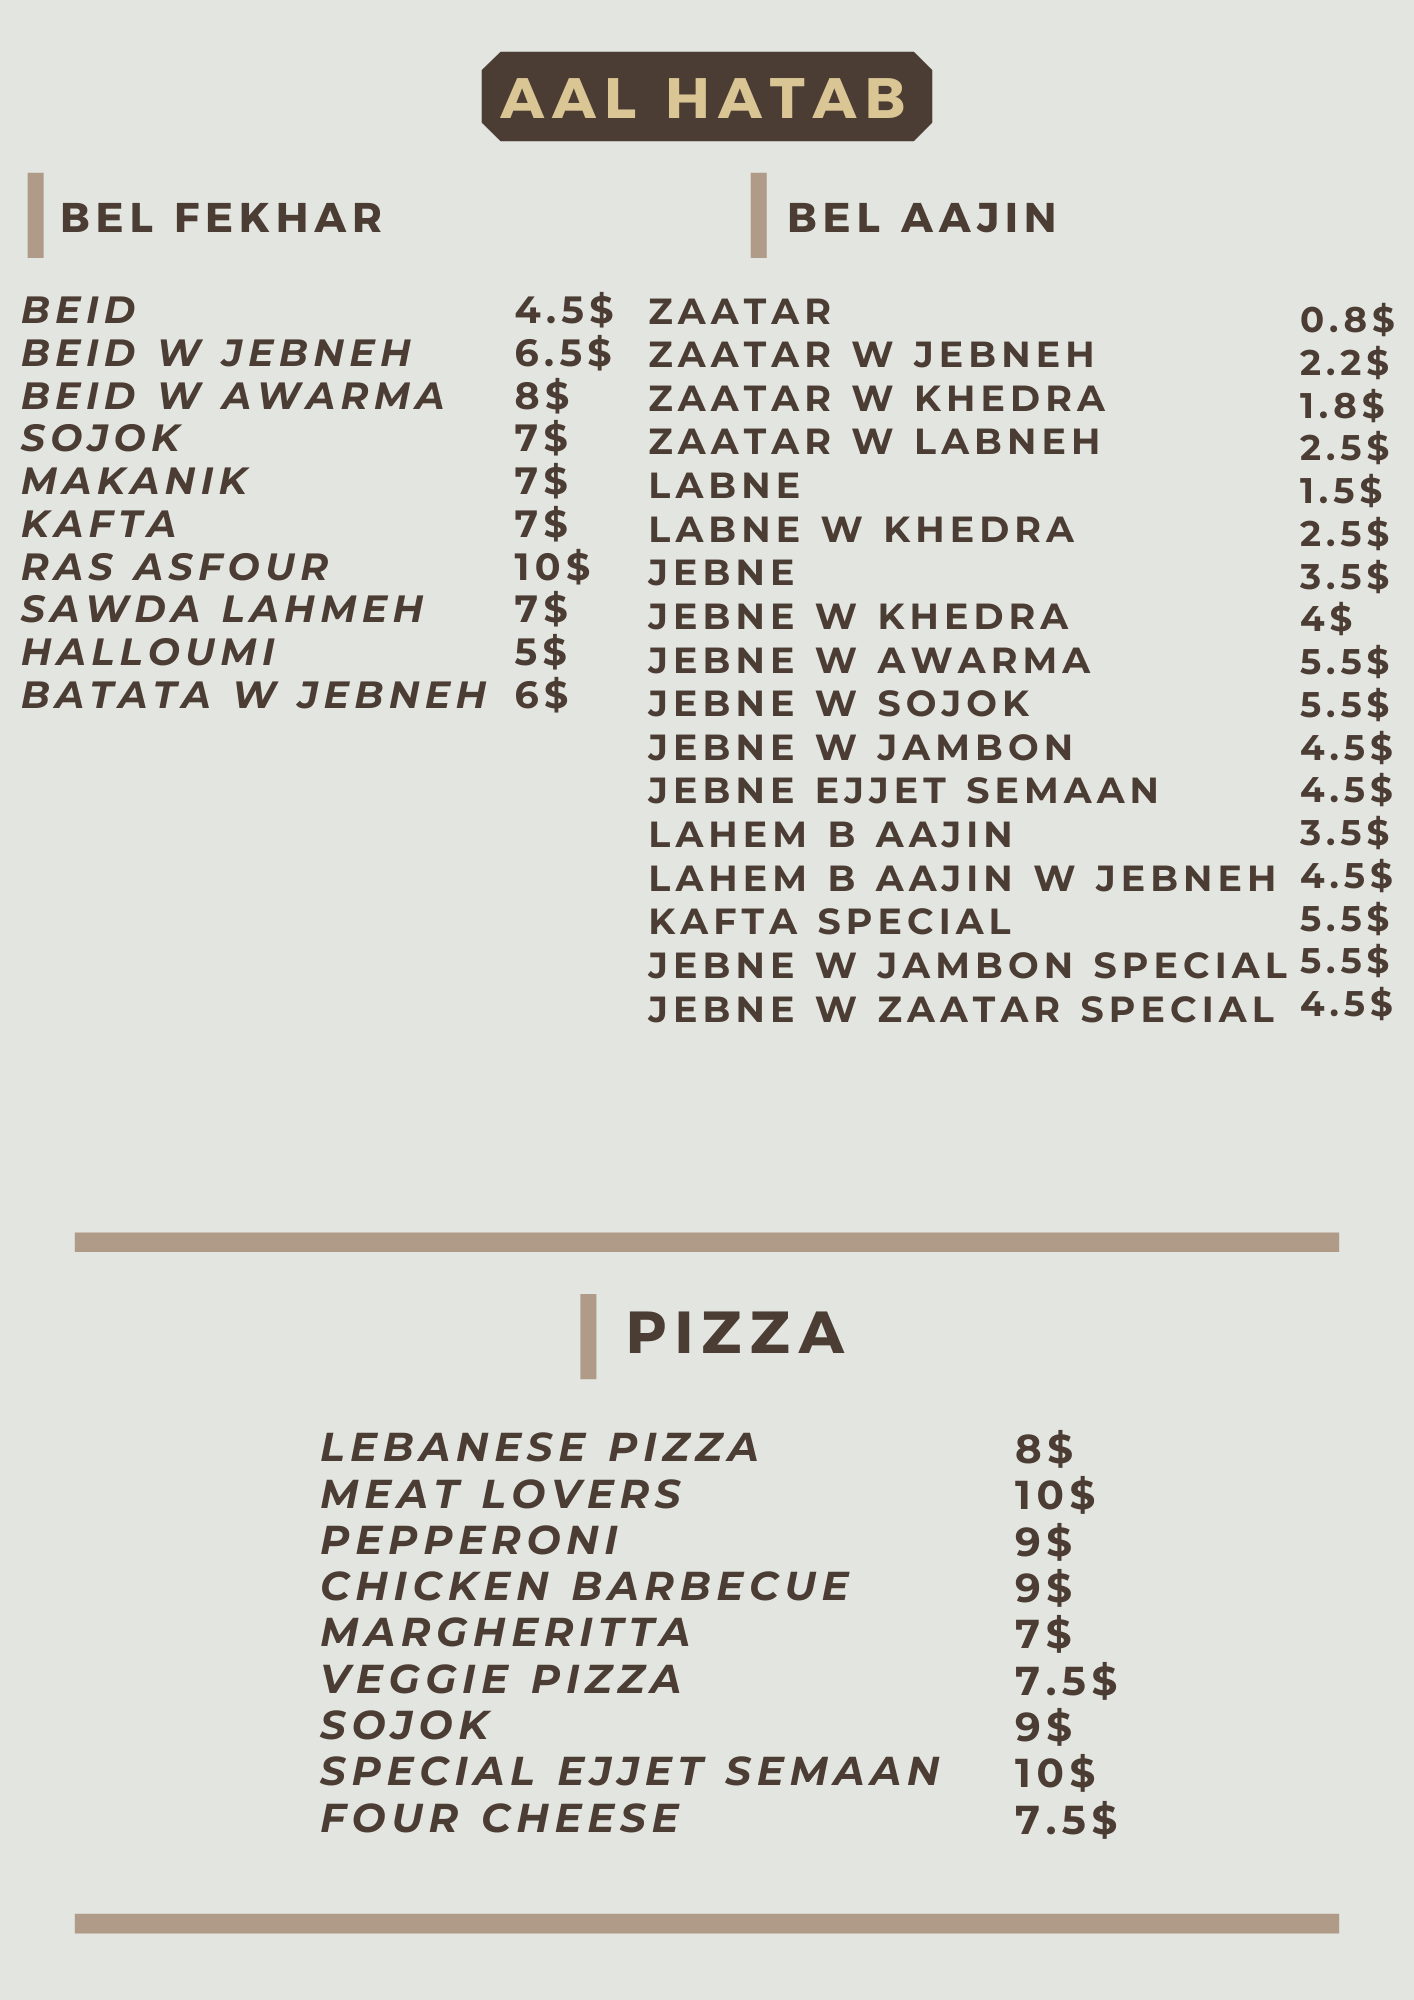 AAL HATAB
BEL FEKHAR
BEID 4.5$
BEID W JEBNEH 6.5$
BEID W AWARMA 8$
SOJOK 7$
MAKANIK 7$
KAFTA 7$
RAS ASFOUR 10$
SAWDA LAHMEH 7$
HALLOUMI 5$
BATATA W JEBNEH 6$
BEL AAJIN
ZAATAR 0.8$
ZAATAR W JEBNEH 2.2$
ZAATAR W KHEDRA 1.8$
ZAATAR W LABNEH 2.5$
LABNE 1.5$
LABNE W KHEDRA 2.5$
JEBNE 3.5$
JEBNE W KHEDRA 4$
JEBNE W AWARMA 5.5$
JEBNE W SOJOK 5.5$
JEBNE W JAMBON 4.5$
JEBNE EJJET SEMAAN 4.5$
LAHEM B AAJIN 3.5$
LAHEM B AAJIN W JEBNEH 4.5$
KAFTA SPECIAL 5.5$
JEBNE W JAMBON SPECIAL 5.5$
JEBNE W ZAATAR SPECIAL 4.5$
PIZZA
LEBANESE PIZZA 8$
MEAT LOVERS 10$
PEPPERONI 9$
CHICKEN BARBECUE 9$
MARGHERITTA 7$
VEGGIE PIZZA 7.5$
SOJOK 9$
SPECIAL EJJET SEMAAN 10$
FOUR CHEESE 7.5$